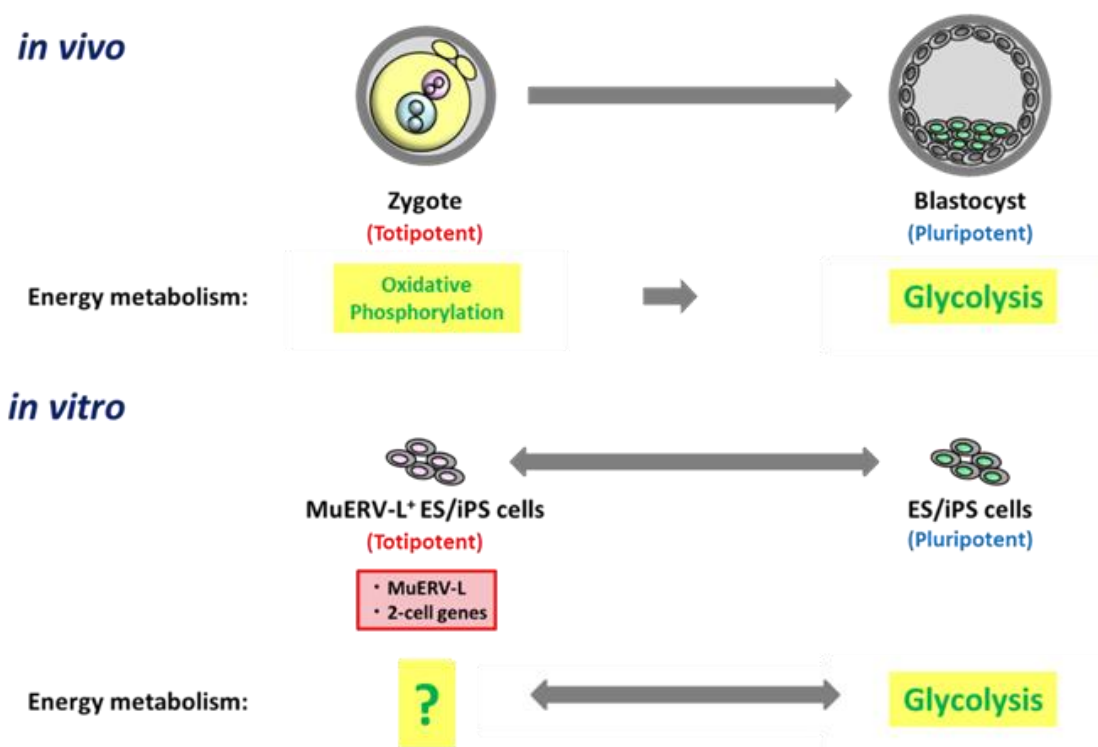 in vivo
Zygote
(Totipotent)
Blastocyst
(Pluripotent)
Energy metabolism:
Oxidative
Phosphorylation
Glycolysis
in vitro
MuERV-L⁺ ES/iPS cells
(Totipotent)
ES/iPS cells
(Pluripotent)
・MuERV-L
・2-cell genes
Energy metabolism:
?
Glycolysis